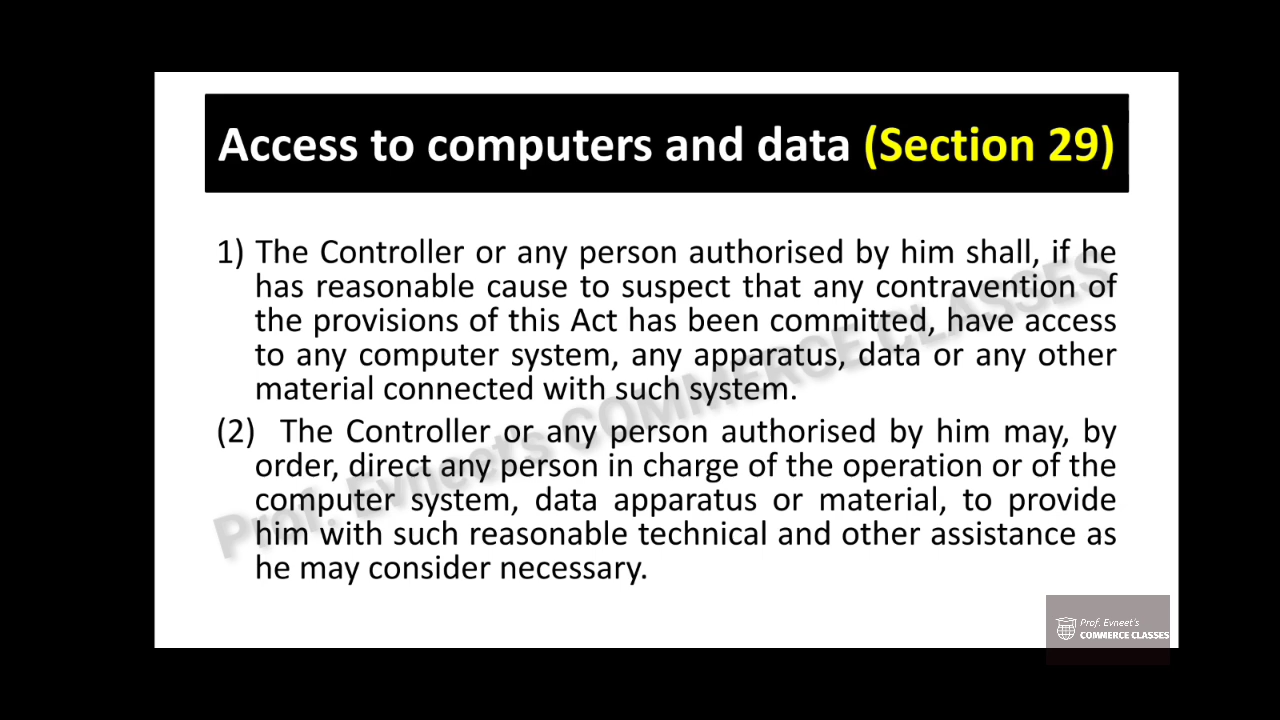 Access to computers and data (Section 29)
1) The Controller or any person authorised by him shall, if he
has reasonable cause to suspect that any contravention of
the provisions of this Act has been committed, have access
to any computer system, any apparatus, data or any other
material connected with such system.
(2) The Controller or any person authorised by him may, by
order, direct any person in charge of the operation or of the
computer system, data apparatus or material, to provide
him with such reasonable technical and other assistance as
he may consider necessary.
Prof. Evneet's COMMERCE CLASSES
Prof. Evneet's
COMMERCE CLASSES